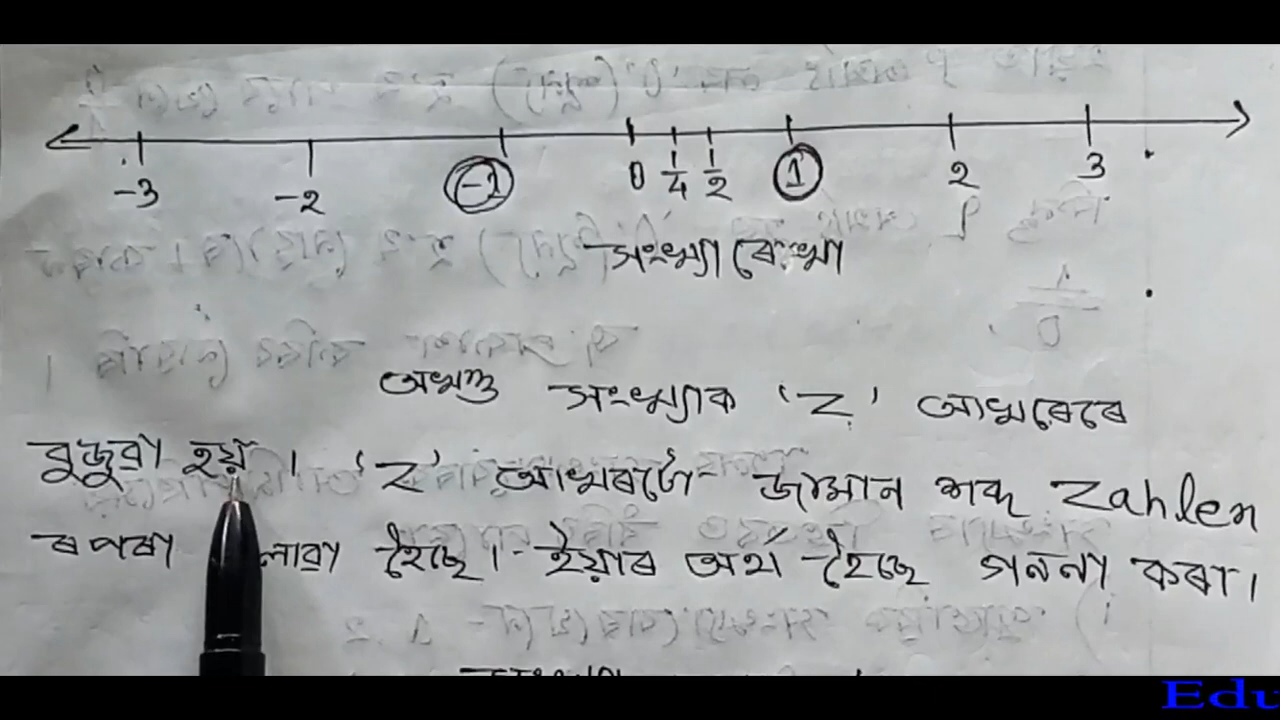 -3 -2 -1 0 1/4 1/2 1 2 3
সংখ্যা ৰেখা
অখণ্ড সংখ্যাক 'Z' আখৰেৰে
বুজুৱা হয়। 'Z' আখৰটো জাৰ্মান শব্দ Zahlen
ৰ পৰা লোৱা হৈছে। ইয়াৰ অৰ্থ হৈছে গননা কৰা।
Edu